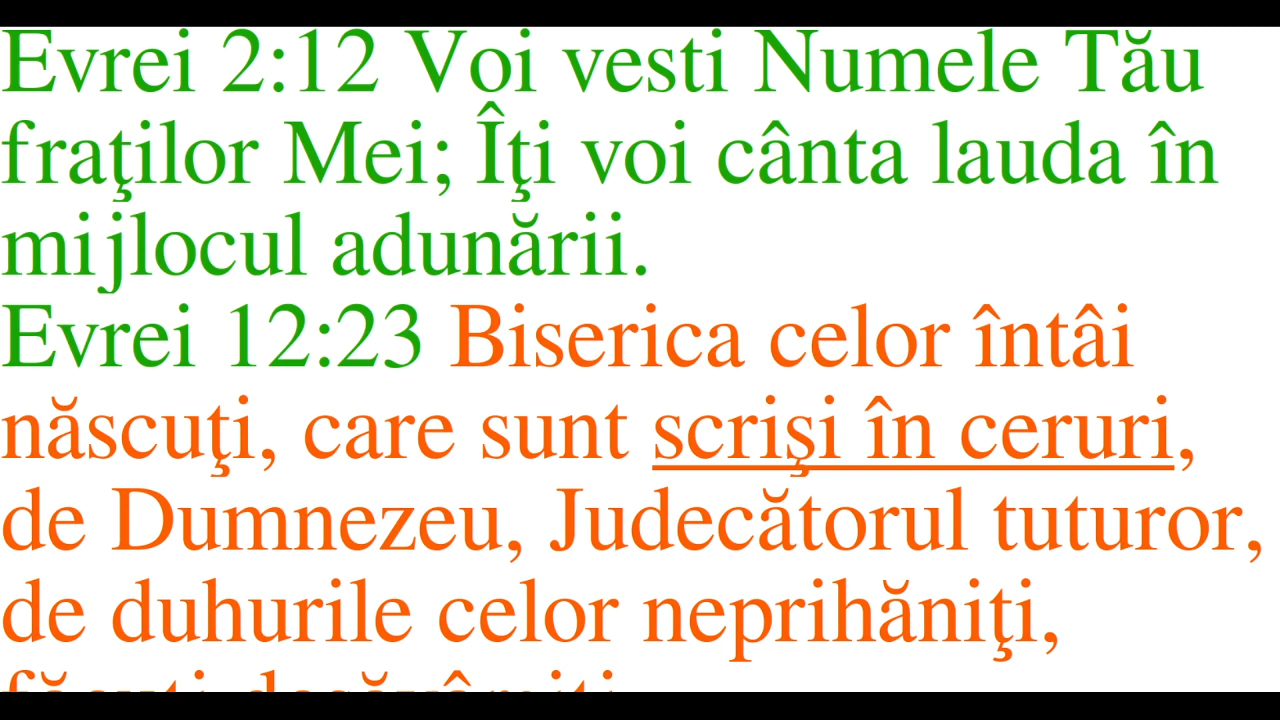 Evrei 2:12 Voi vesti Numele Tău
fraţilor Mei; Îţi voi cânta lauda în
mijlocul adunării.
Evrei 12:23 Biserica celor întâi
născuţi, care sunt scrişi în ceruri,
de Dumnezeu, Judecătorul tuturor,
de duhurile celor neprihăniţi,